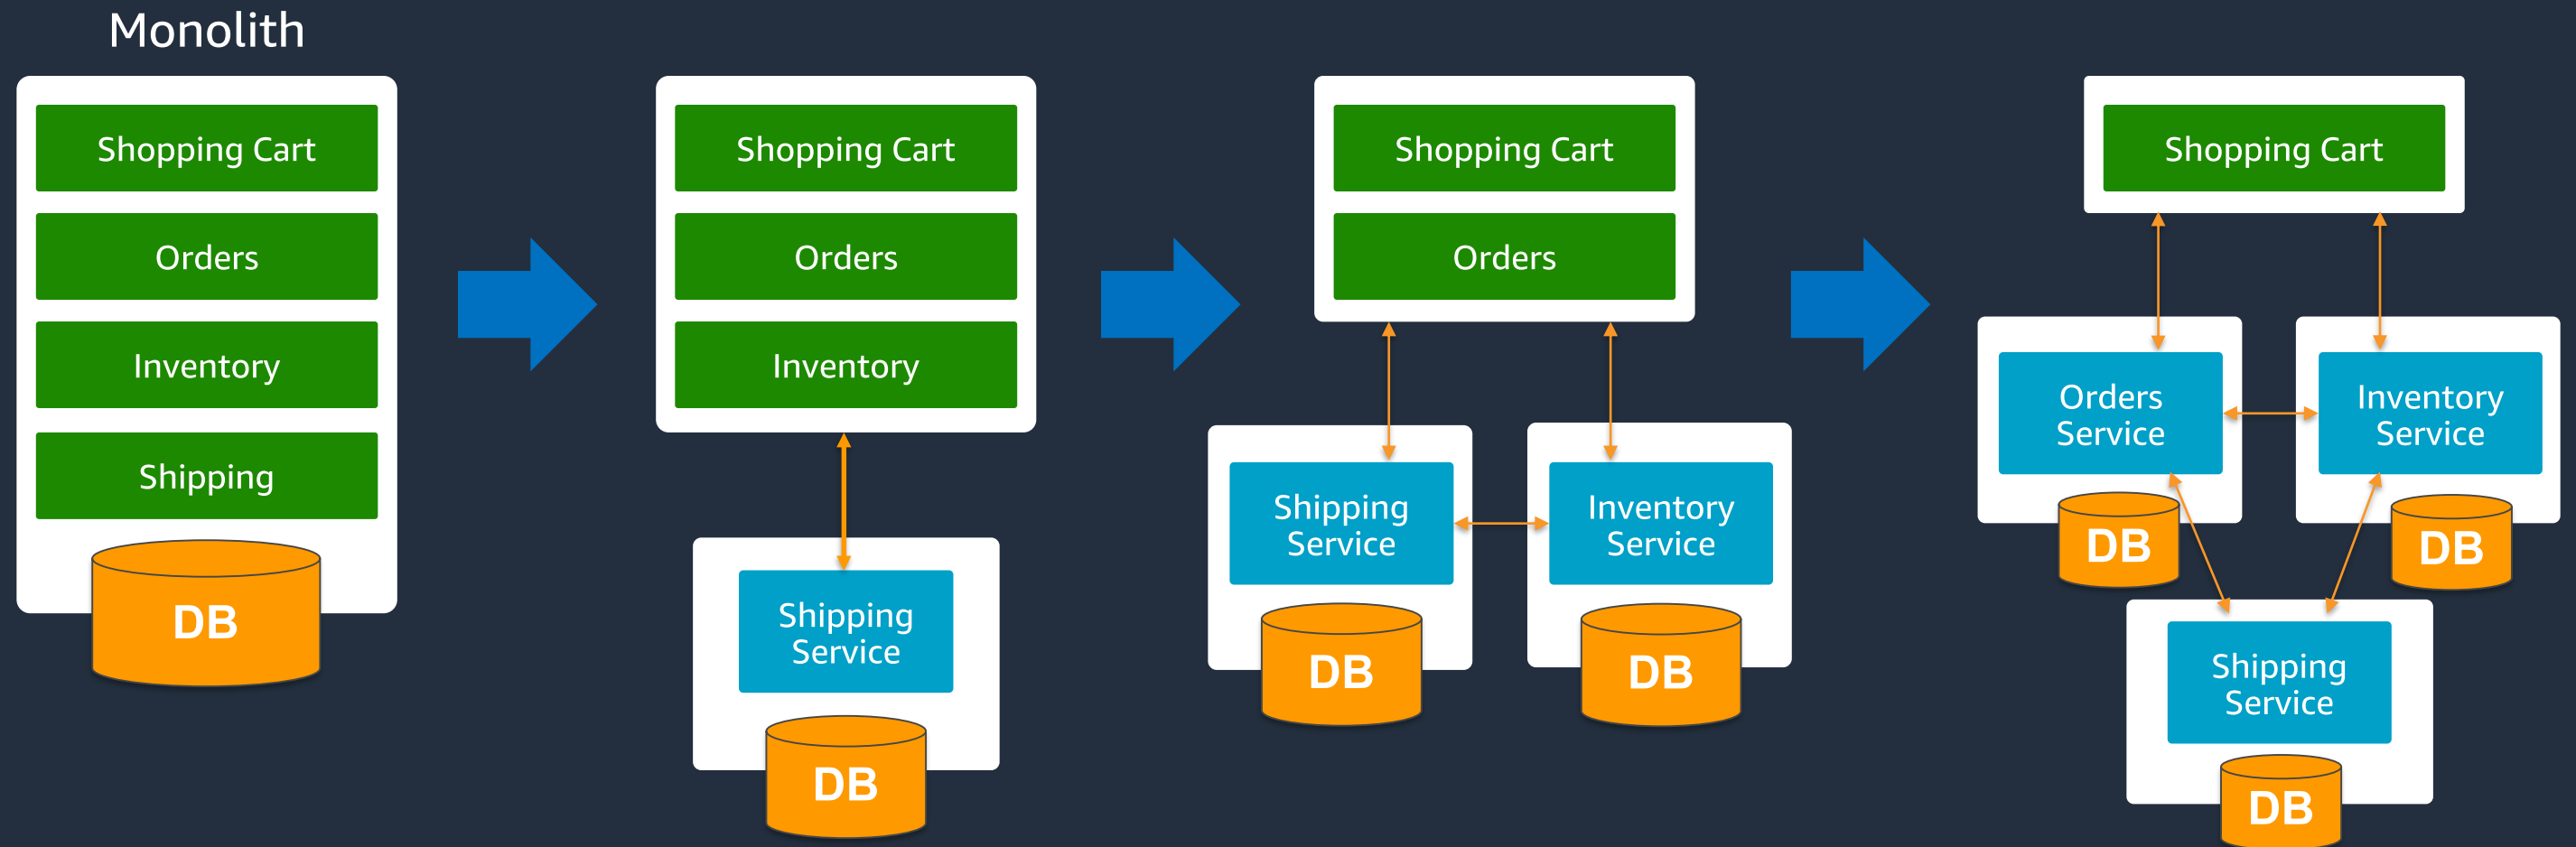 Monolith
Shopping Cart
Orders
Inventory
Shipping
DB
Shopping Cart
Orders
Inventory
Shipping
Service
DB
Shopping Cart
Orders
Shipping
Service
DB
Inventory
Service
DB
Shopping Cart
Orders
Service
DB
Inventory
Service
DB
Shipping
Service
DB